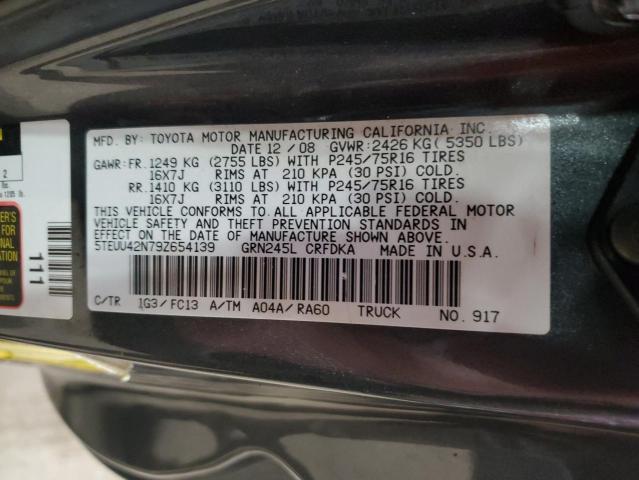 MFD. BY: TOYOTA MOTOR MANUFACTURING CALIFORNIA INC.
DATE 12/08 GVWR:2426 KG(5350 LBS)
GAWR:FR.1249 KG (2755 LBS) WITH P245/75R16 TIRES
16X7J RIMS AT 210 KPA (30 PSI) COLD.
RR.1410 KG (3110 LBS) WITH P245/75R16 TIRES
16X7J RIMS AT 210 KPA (30 PSI) COLD.
THIS VEHICLE CONFORMS TO ALL APPLICABLE FEDERAL MOTOR
VEHICLE SAFETY AND THEFT PREVENTION STANDARDS IN
EFFECT ON THE DATE OF MANUFACTURE SHOWN ABOVE.
5TEUU42N79Z654139 GRN245L CRFDKA MADE IN U.S.A.
C/TR 1G3/FC13 A/TM A04A/RA60 TRUCK NO. 917
111
2